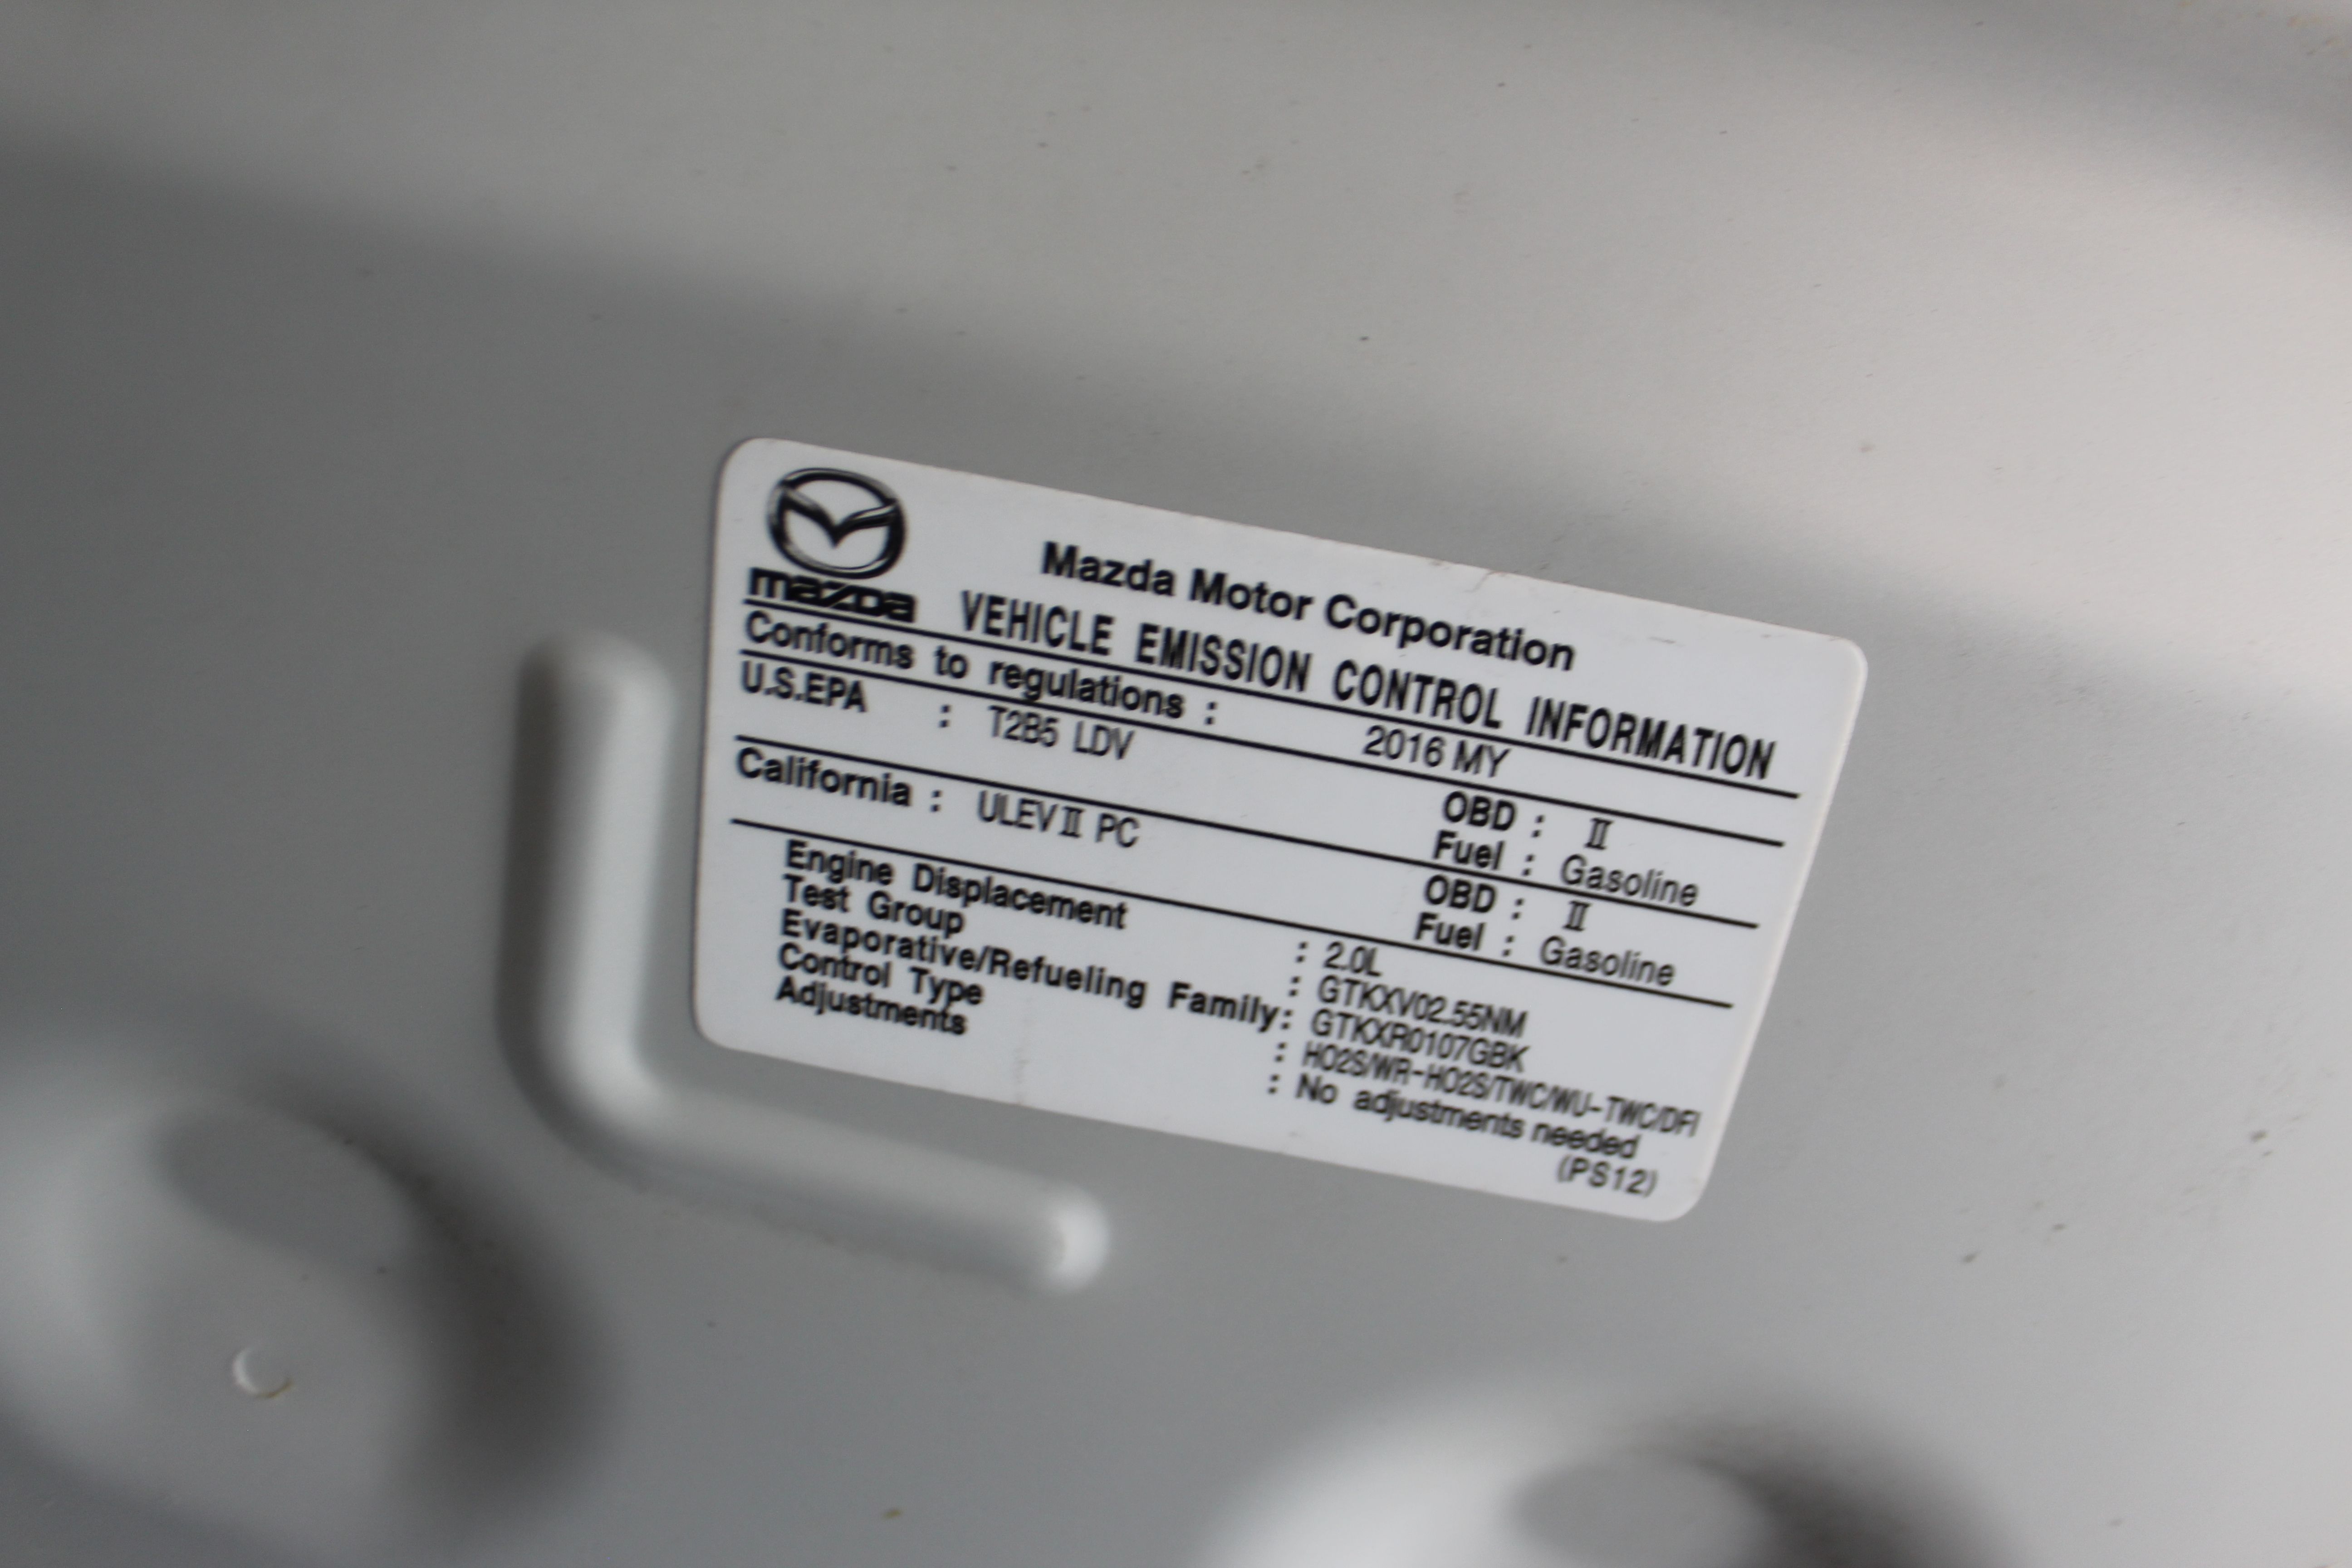 mazda
Mazda Motor Corporation
VEHICLE EMISSION CONTROL INFORMATION
Conforms to regulations : 2016 MY
U.S.EPA : T2B5 LDV OBD : II
Fuel : Gasoline
California : ULEV II PC OBD : II
Fuel : Gasoline
Engine Displacement : 2.0L
Test Group : GTKXV02.55NM
Evaporative/Refueling Family: GTKXR0107GBK
Control Type : HO2S/WR-HO2S/TWC/WU-TWC/DFI
Adjustments : No adjustments needed
(PS12)